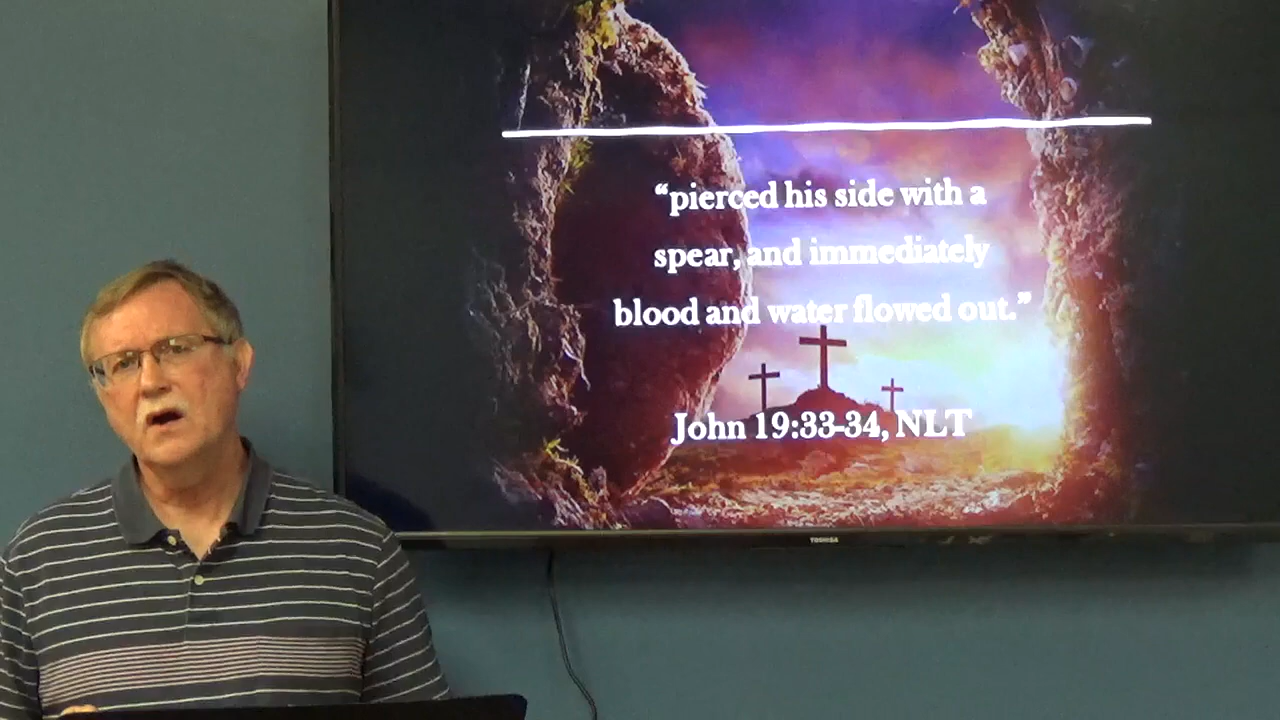 “pierced his side with a
spear, and immediately
blood and water flowed out.”
John 19:33-34, NLT
TOSHIBA